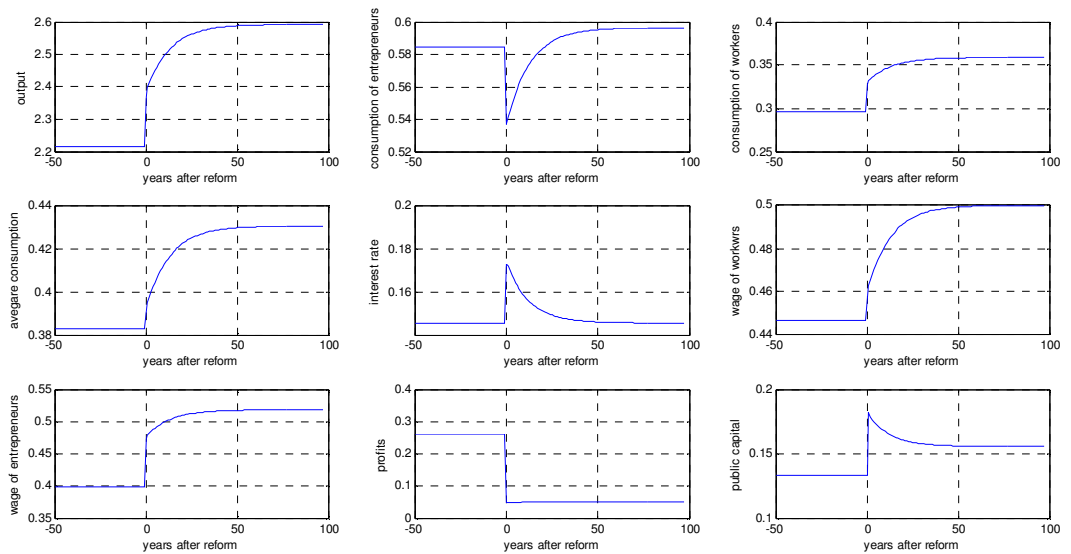 output
2.6
2.5
2.4
2.3
2.2
-50 0 50 100
years after reform
consumption of entrepreneurs
0.6
0.58
0.56
0.54
0.52
-50 0 50 100
years after reform
consumption of workers
0.4
0.35
0.3
0.25
-50 0 50 100
years after reform
avegare consumption
0.44
0.42
0.4
0.38
-50 0 50 100
years after reform
interest rate
0.2
0.18
0.16
-50 0 50 100
years after reform
wage of workwrs
0.5
0.48
0.46
0.44
-50 0 50 100
years after reform
wage of entrepreneurs
0.55
0.5
0.45
0.4
0.35
-50 0 50 100
years after reform
profits
0.4
0.3
0.2
0.1
0
-50 0 50 100
years after reform
public capital
0.2
0.15
0.1
-50 0 50 100
years after reform